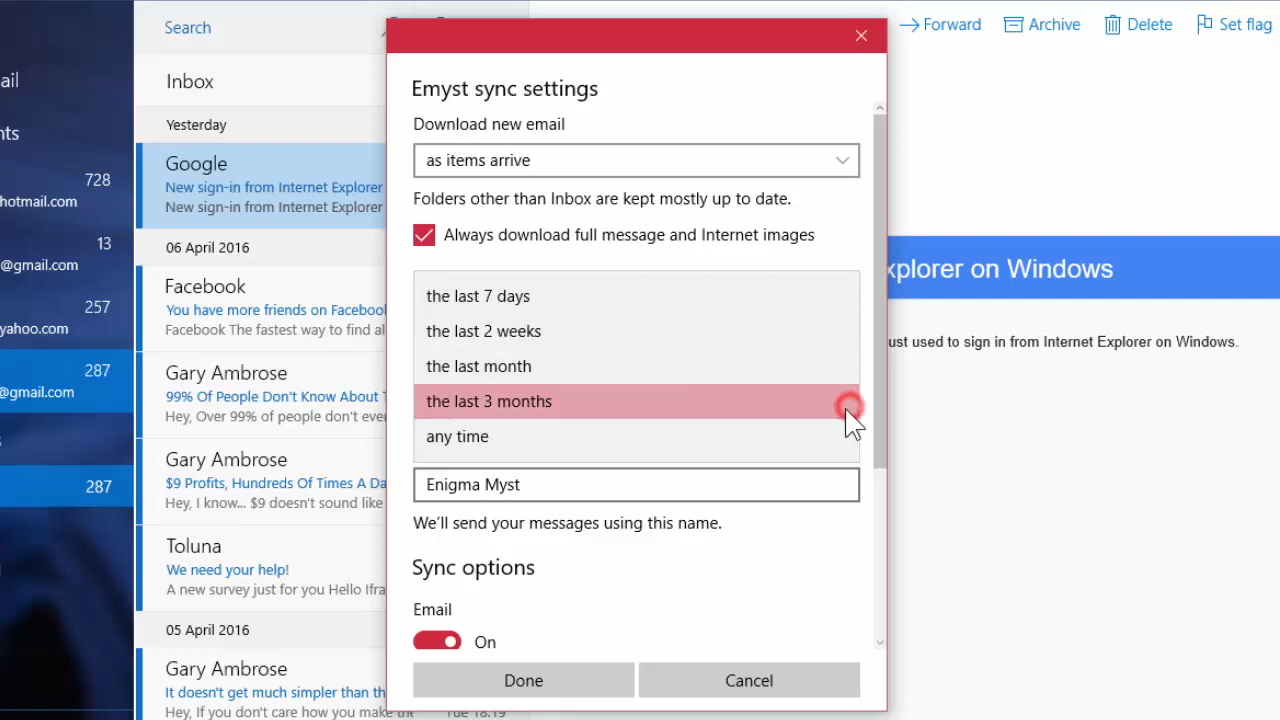 ail
nts
728
hotmail.com
13
@gmail.com
257
yahoo.com
287
@gmail.com
s
287
Search
Inbox
Yesterday
Google
New sign-in from Internet Explorer
New sign-in from Internet Explorer
06 April 2016
Facebook
You have more friends on Facebook
Facebook The fastest way to find al
Gary Ambrose
99% Of People Don't Know About T
Hey, Over 99% of people don't ever
Gary Ambrose
$9 Profits, Hundreds Of Times A Da
Hey, I know... $9 doesn't sound like
Toluna
We need your help!
A new survey just for you Hello Ifra
05 April 2016
Gary Ambrose
It doesn't get much simpler than th
Hey, If you don't care how you make the
Tue 18:19
Emyst sync settings
Download new email
as items arrive
Folders other than Inbox are kept mostly up to date.
Always download full message and Internet images
the last 7 days
the last 2 weeks
the last month
the last 3 months
any time
Enigma Myst
We'll send your messages using this name.
Sync options
Email
On
Done
Cancel
Forward
Archive
Delete
Set flag
xplorer on Windows
ust used to sign in from Internet Explorer on Windows.